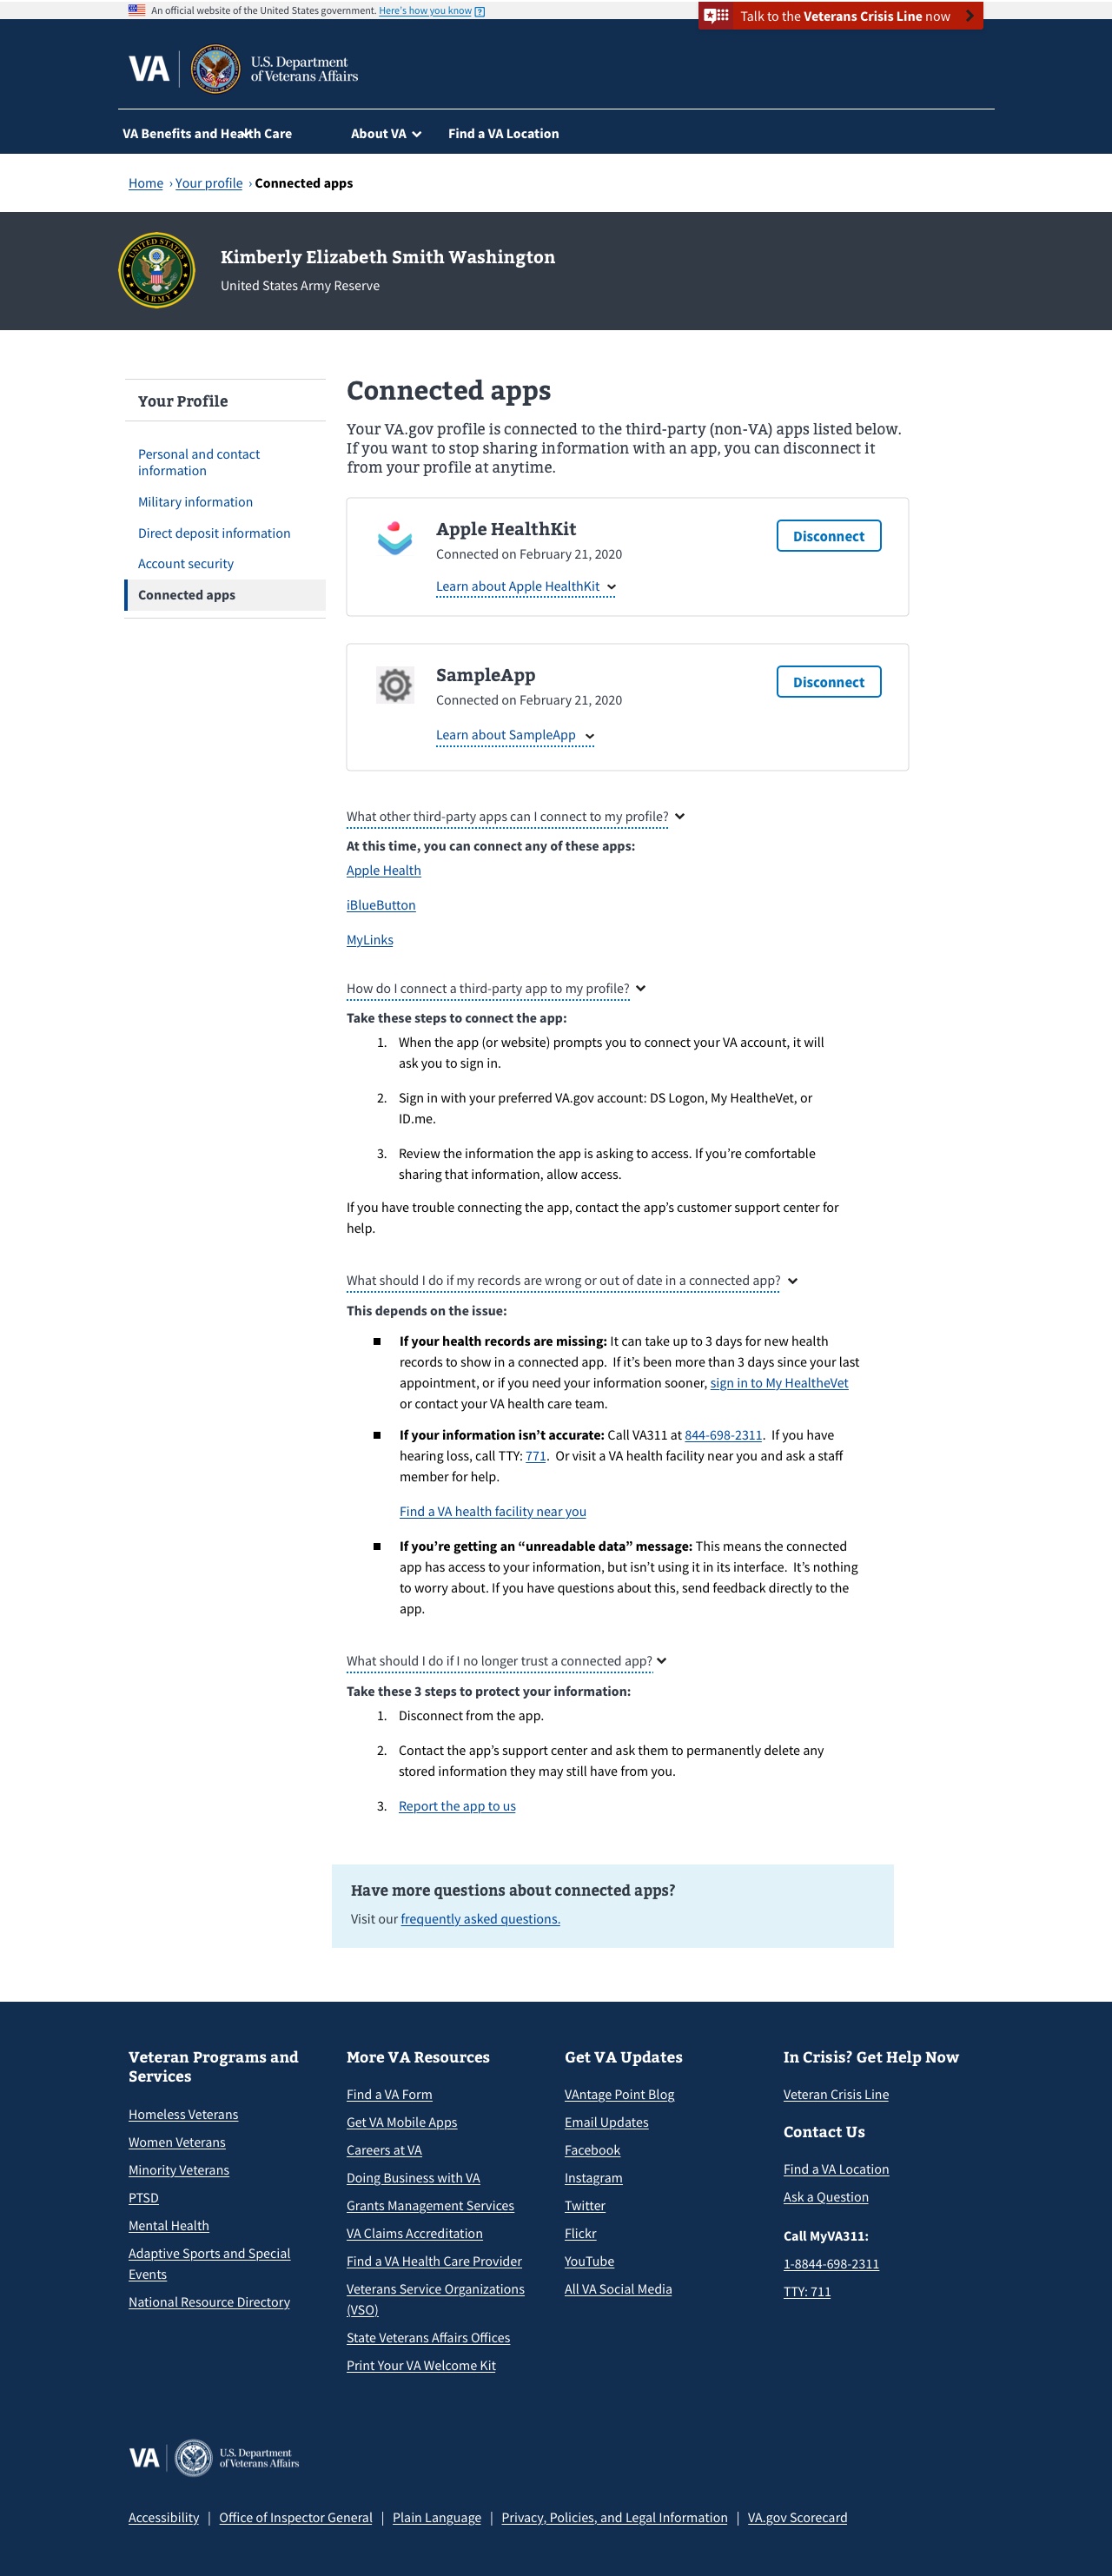 An official website of the United States government. Here's how you know
Talk to the Veterans Crisis Line now
VA
U.S. Department
of Veterans Affairs
VA Benefits and Health Care
About VA
Find a VA Location
Home › Your profile › Connected apps
UNITED STATES
ARMY
Kimberly Elizabeth Smith Washington
United States Army Reserve
Your Profile
Personal and contact
information
Military information
Direct deposit information
Account security
Connected apps
Connected apps
Your VA.gov profile is connected to the third-party (non-VA) apps listed below.
If you want to stop sharing information with an app, you can disconnect it
from your profile at anytime.
Apple HealthKit
Connected on February 21, 2020
Learn about Apple HealthKit
Disconnect
SampleApp
Connected on February 21, 2020
Learn about SampleApp
Disconnect
What other third-party apps can I connect to my profile?
At this time, you can connect any of these apps:
Apple Health
iBlueButton
MyLinks
How do I connect a third-party app to my profile?
Take these steps to connect the app:
1. When the app (or website) prompts you to connect your VA account, it will
ask you to sign in.
2. Sign in with your preferred VA.gov account: DS Logon, My HealtheVet, or
ID.me.
3. Review the information the app is asking to access. If you’re comfortable
sharing that information, allow access.
If you have trouble connecting the app, contact the app’s customer support center for
help.
What should I do if my records are wrong or out of date in a connected app?
This depends on the issue:
If your health records are missing: It can take up to 3 days for new health
records to show in a connected app. If it’s been more than 3 days since your last
appointment, or if you need your information sooner, sign in to My HealtheVet
or contact your VA health care team.
If your information isn’t accurate: Call VA311 at 844-698-2311. If you have
hearing loss, call TTY: 771. Or visit a VA health facility near you and ask a staff
member for help.
Find a VA health facility near you
If you’re getting an “unreadable data” message: This means the connected
app has access to your information, but isn’t using it in its interface. It’s nothing
to worry about. If you have questions about this, send feedback directly to the
app.
What should I do if I no longer trust a connected app?
Take these 3 steps to protect your information:
1. Disconnect from the app.
2. Contact the app’s support center and ask them to permanently delete any
stored information they may still have from you.
3. Report the app to us
Have more questions about connected apps?
Visit our frequently asked questions.
Veteran Programs and
Services
Homeless Veterans
Women Veterans
Minority Veterans
PTSD
Mental Health
Adaptive Sports and Special
Events
National Resource Directory
More VA Resources
Find a VA Form
Get VA Mobile Apps
Careers at VA
Doing Business with VA
Grants Management Services
VA Claims Accreditation
Find a VA Health Care Provider
Veterans Service Organizations
(VSO)
State Veterans Affairs Offices
Print Your VA Welcome Kit
Get VA Updates
VAntage Point Blog
Email Updates
Facebook
Instagram
Twitter
Flickr
YouTube
All VA Social Media
In Crisis? Get Help Now
Veteran Crisis Line
Contact Us
Find a VA Location
Ask a Question
Call MyVA311:
1-8844-698-2311
TTY: 711
VA
U.S. Department
of Veterans Affairs
Accessibility | Office of Inspector General | Plain Language | Privacy, Policies, and Legal Information | VA.gov Scorecard